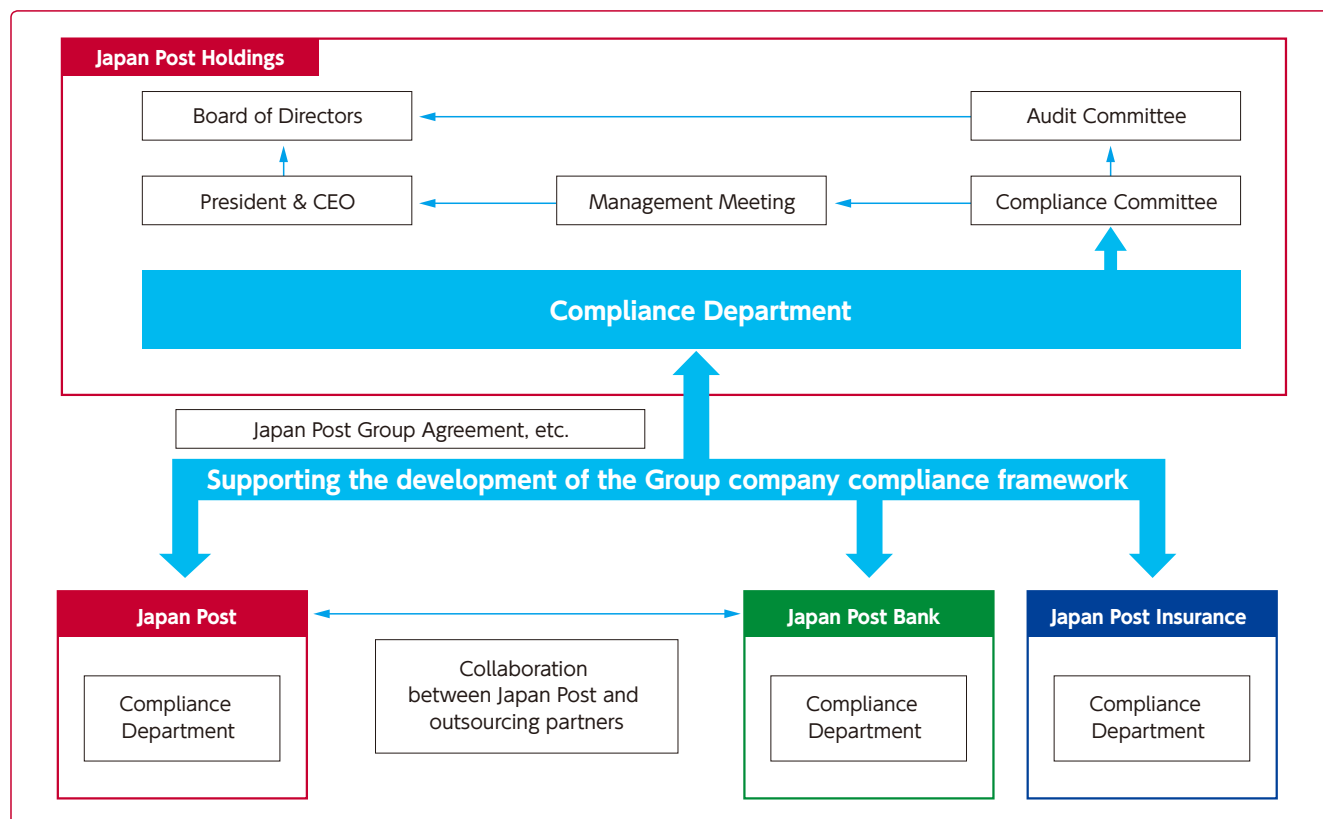 Japan Post Holdings
Board of Directors
Audit Committee
President & CEO
Management Meeting
Compliance Committee
Compliance Department
Japan Post Group Agreement, etc.
Supporting the development of the Group company compliance framework
Japan Post
Japan Post Bank
Japan Post Insurance
Collaboration
between Japan Post and
outsourcing partners
Compliance
Department
Compliance
Department
Compliance
Department